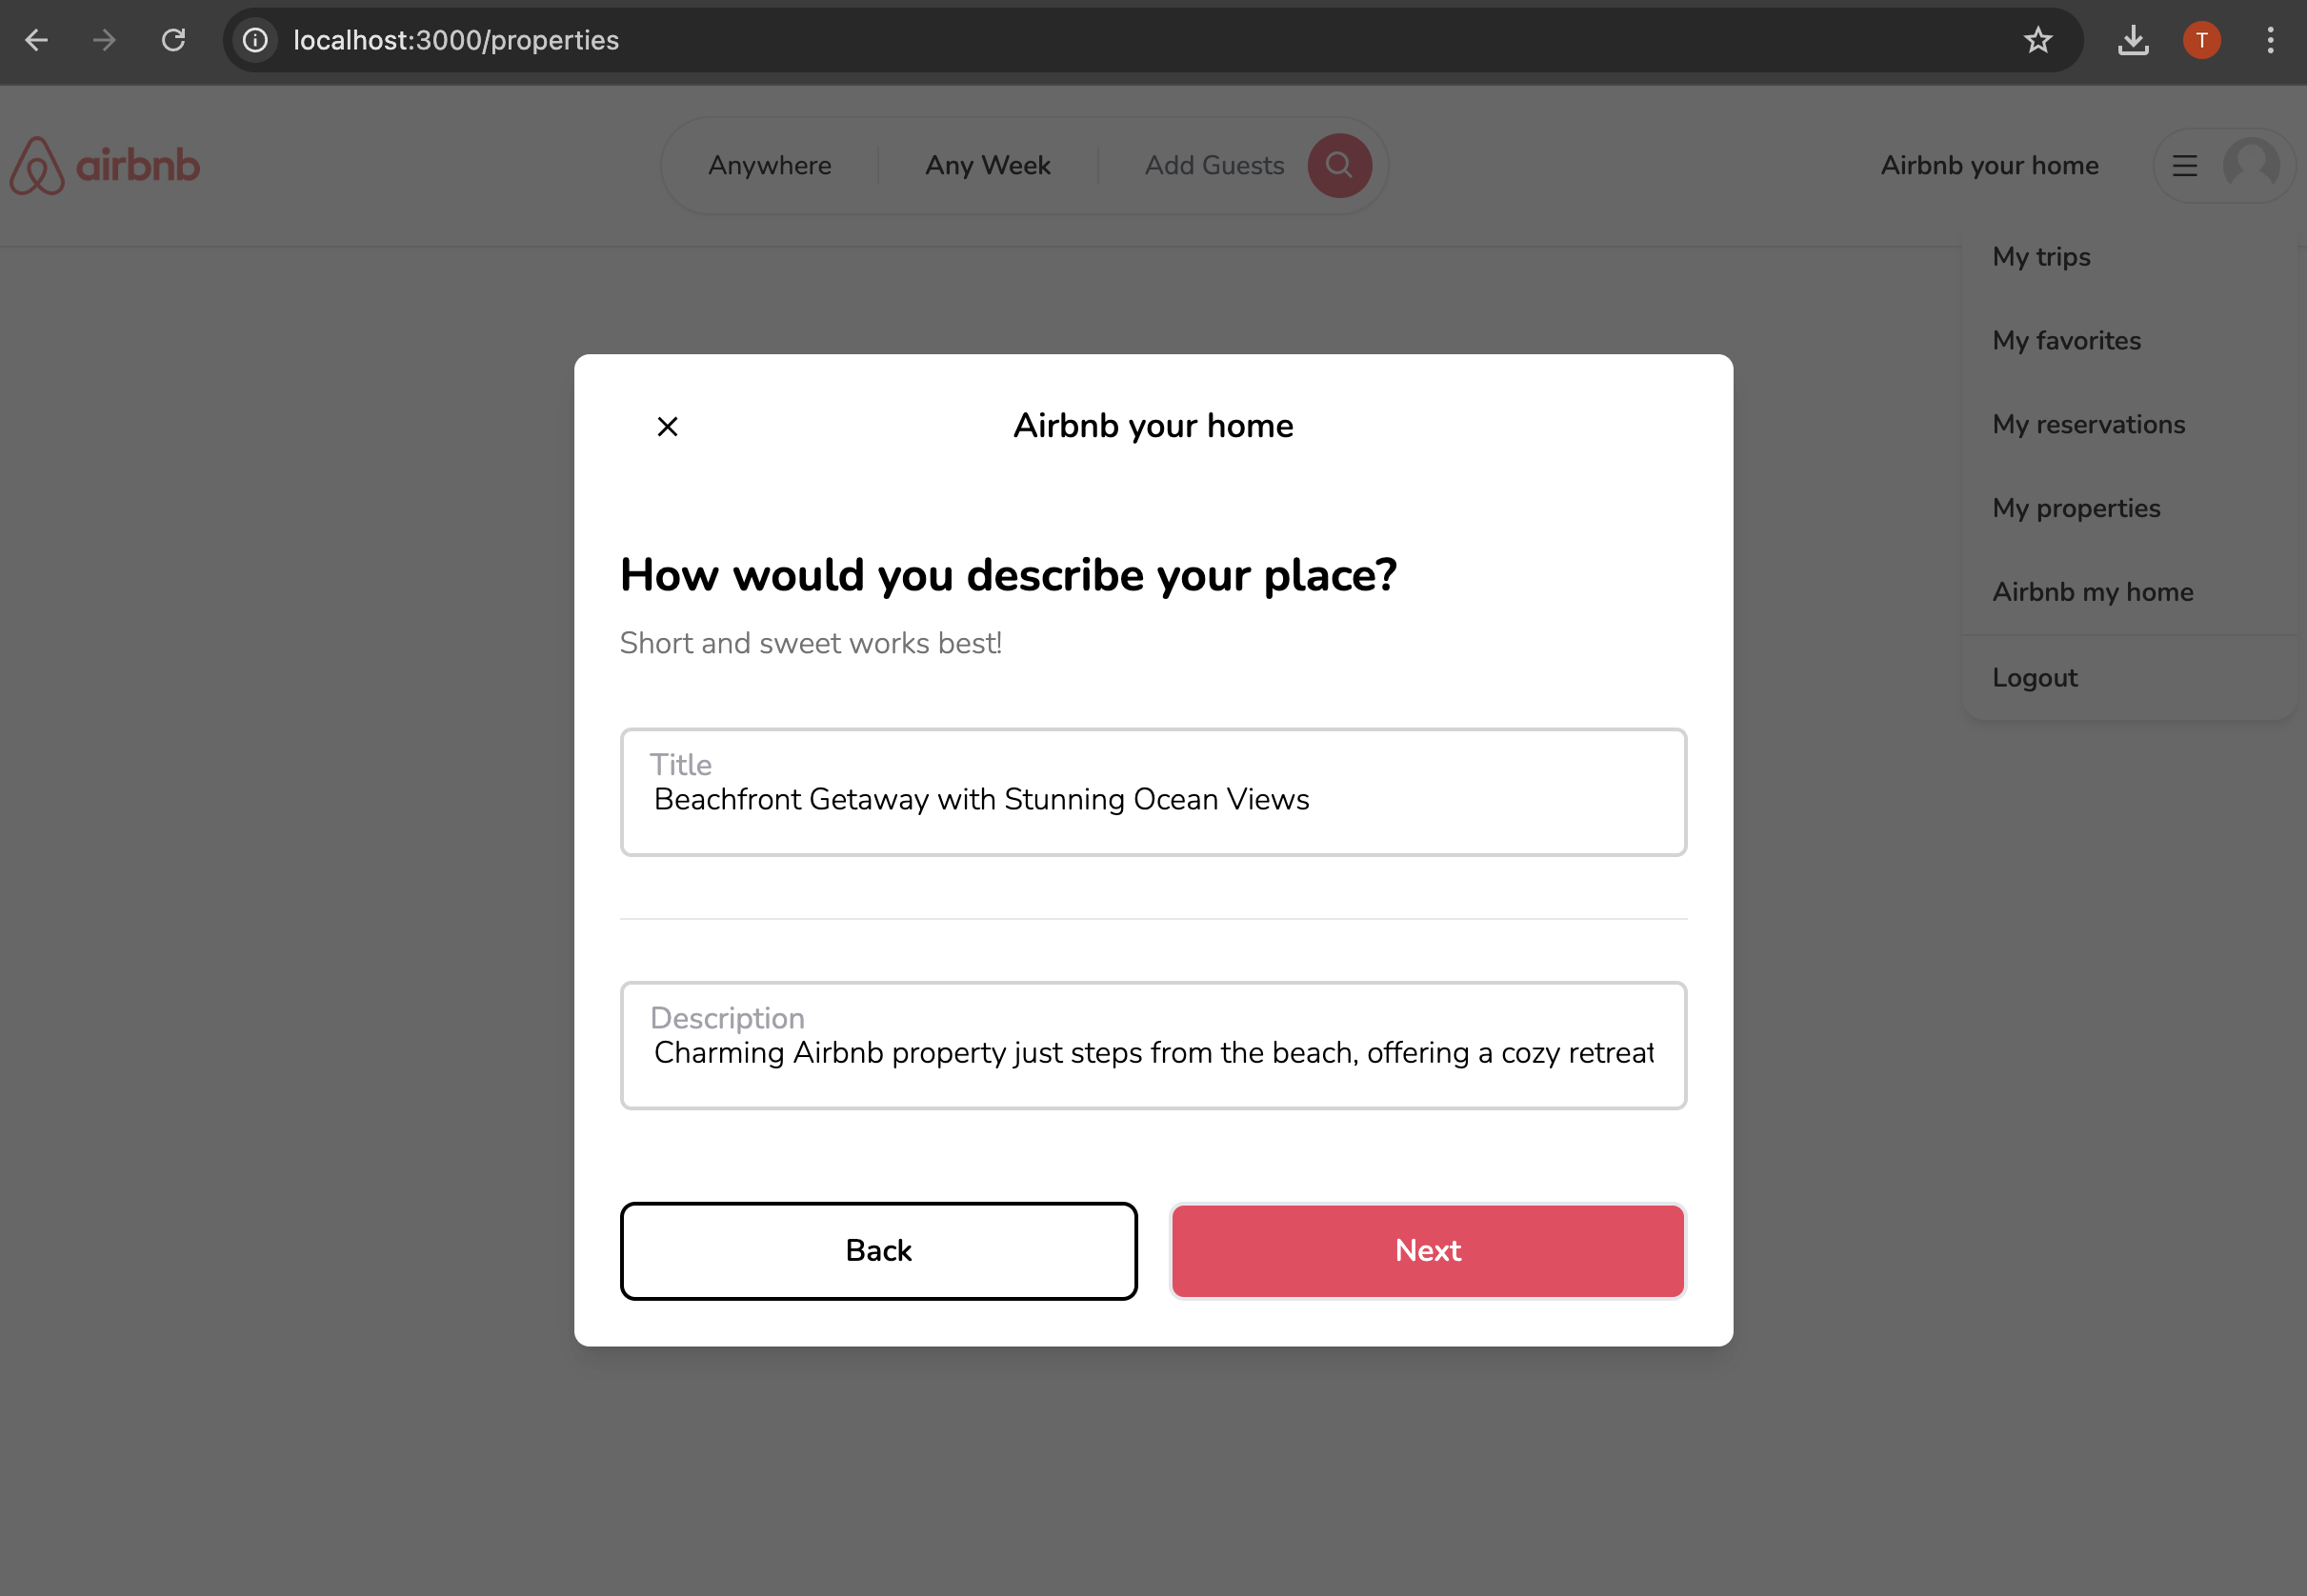 localhost:3000/properties
T
airbnb
Anywhere
Any Week
Add Guests
Airbnb your home
My trips
My favorites
My reservations
My properties
Airbnb my home
Logout
Airbnb your home
How would you describe your place?
Short and sweet works best!
Title
Beachfront Getaway with Stunning Ocean Views
Description
Charming Airbnb property just steps from the beach, offering a cozy retreat
Back
Next